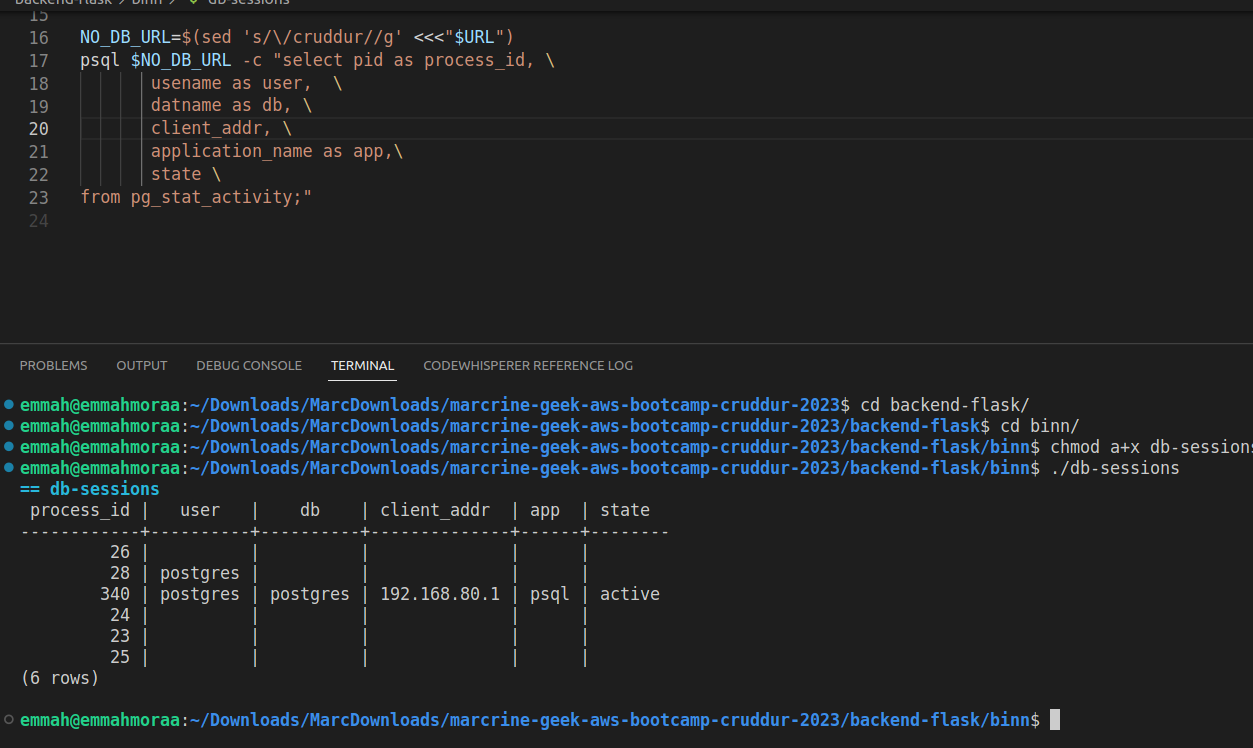 backend-flask > binn > db-sessions
15
16 NO_DB_URL=$(sed 's/\/cruddur//g' <<<"$URL")
17 psql $NO_DB_URL -c "select pid as process_id, \
18 usename as user,  \
19 datname as db, \
20 client_addr, \
21 application_name as app,\
22 state \
23 from pg_stat_activity;"
24
PROBLEMS OUTPUT DEBUG CONSOLE TERMINAL CODEWHISPERER REFERENCE LOG
emmah@emmahmoraa:~/Downloads/MarcDownloads/marcrine-geek-aws-bootcamp-cruddur-2023$ cd backend-flask/
emmah@emmahmoraa:~/Downloads/MarcDownloads/marcrine-geek-aws-bootcamp-cruddur-2023/backend-flask$ cd binn/
emmah@emmahmoraa:~/Downloads/MarcDownloads/marcrine-geek-aws-bootcamp-cruddur-2023/backend-flask/binn$ chmod a+x db-sessions
emmah@emmahmoraa:~/Downloads/MarcDownloads/marcrine-geek-aws-bootcamp-cruddur-2023/backend-flask/binn$ ./db-sessions
== db-sessions
 process_id |   user   |    db    | client_addr  | app  | state
------------+----------+----------+--------------+------+--------
         26 |          |          |              |      |
         28 | postgres |          |              |      |
        340 | postgres | postgres | 192.168.80.1 | psql | active
         24 |          |          |              |      |
         23 |          |          |              |      |
         25 |          |          |              |      |
(6 rows)
emmah@emmahmoraa:~/Downloads/MarcDownloads/marcrine-geek-aws-bootcamp-cruddur-2023/backend-flask/binn$